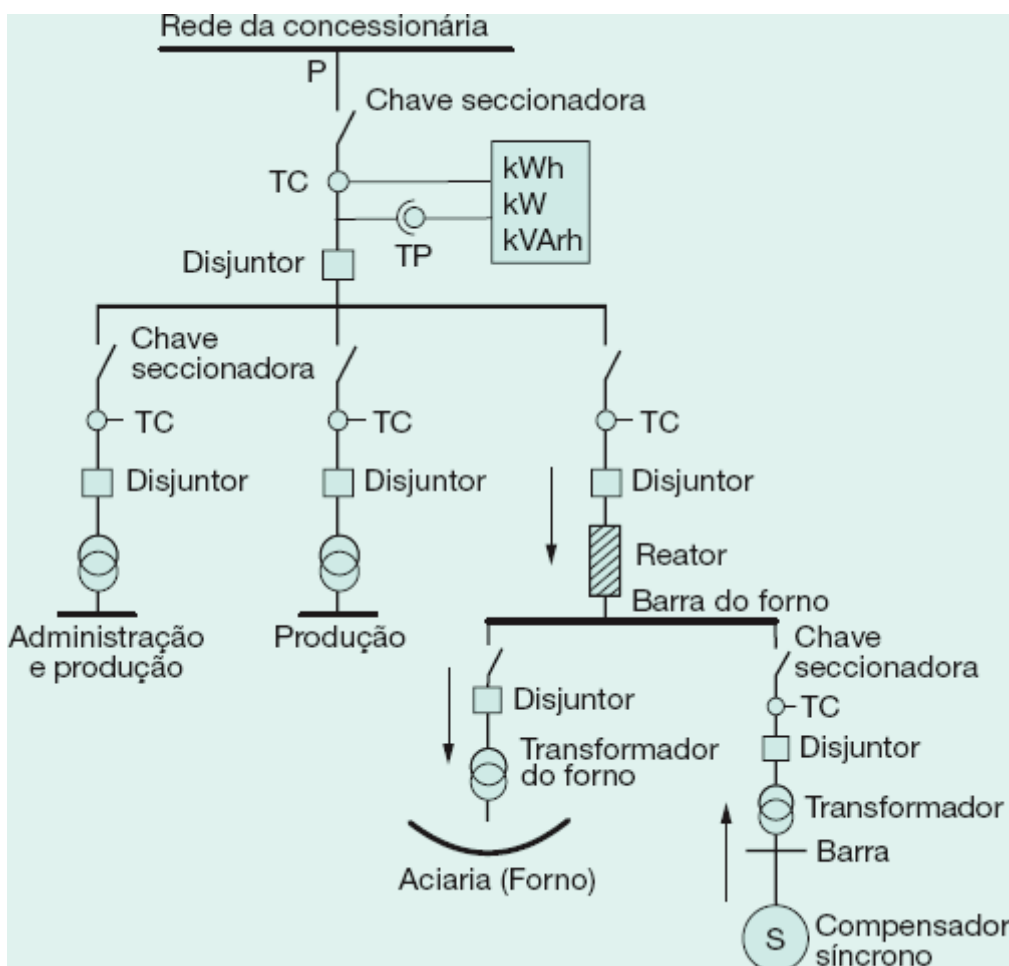 Rede da concessionária
P
Chave seccionadora
TC
kWh
kW
kVArh
TP
Disjuntor
Chave
seccionadora
TC
TC
TC
Disjuntor
Disjuntor
Disjuntor
Reator
Barra do forno
Administração
e produção
Produção
Chave
seccionadora
Disjuntor
TC
Disjuntor
Transformador
do forno
Transformador
Barra
Aciaria (Forno)
S
Compensador
síncrono